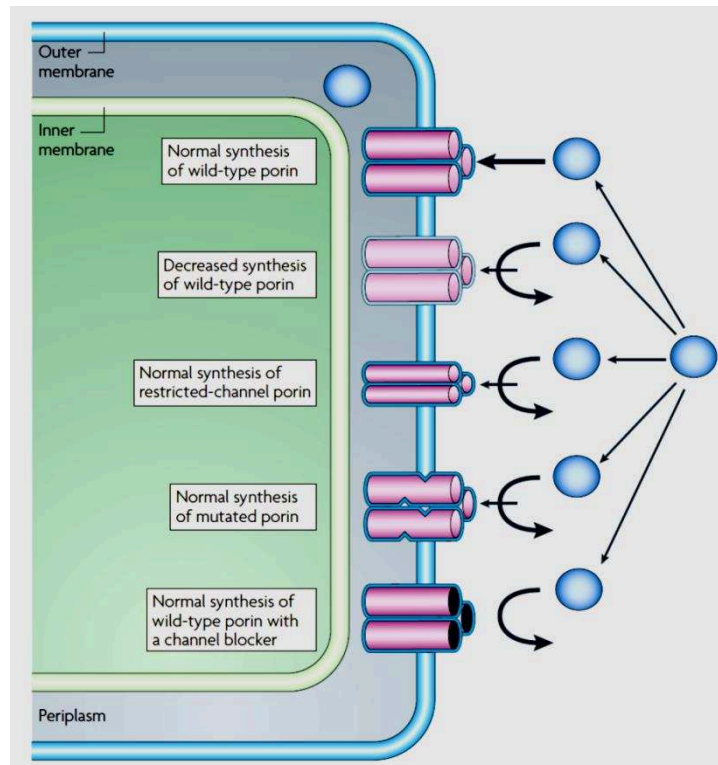 Outer
membrane
Inner
membrane
Normal synthesis
of wild-type porin
Decreased synthesis
of wild-type porin
Normal synthesis of
restricted-channel porin
Normal synthesis
of mutated porin
Normal synthesis of
wild-type porin with
a channel blocker
Periplasm